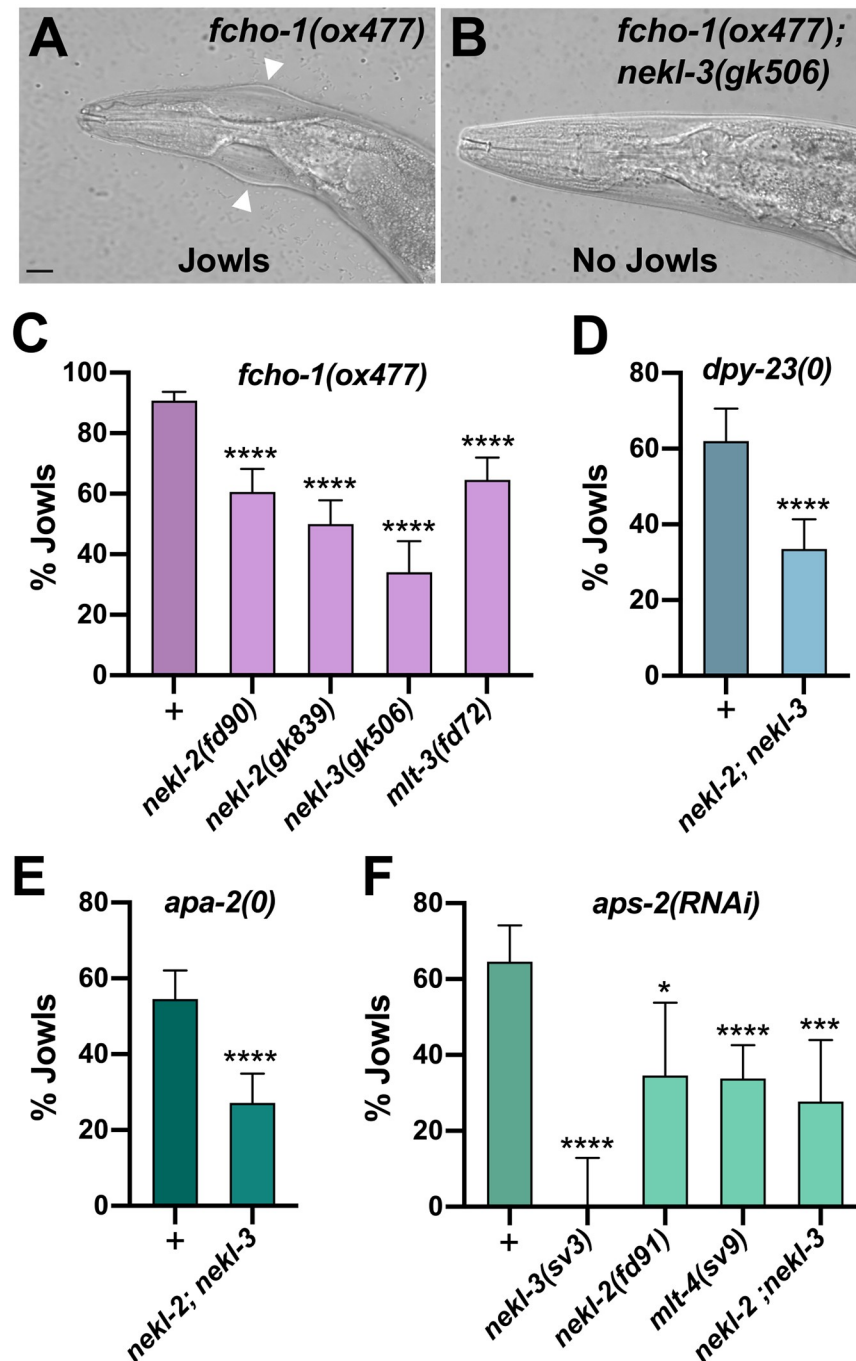 A
fcho-1(ox477)
Jowls
B
fcho-1(ox477);
nekl-3(gk506)
No Jowls
C
fcho-1(ox477)
% Jowls
100
80
60
40
20
0
****
****
****
****
+
nekl-2(fd90)
nekl-2(gk839)
nekl-3(gk506)
mlt-3(fd72)
D
dpy-23(0)
% Jowls
80
60
40
20
0
****
+
nekl-2; nekl-3
E
apa-2(0)
% Jowls
80
60
40
20
0
****
+
nekl-2; nekl-3
F
aps-2(RNAi)
% Jowls
80
60
40
20
0
****
*
****
***
+
nekl-3(sv3)
nekl-2(fd91)
mlt-4(sv9)
nekl-2 ;nekl-3